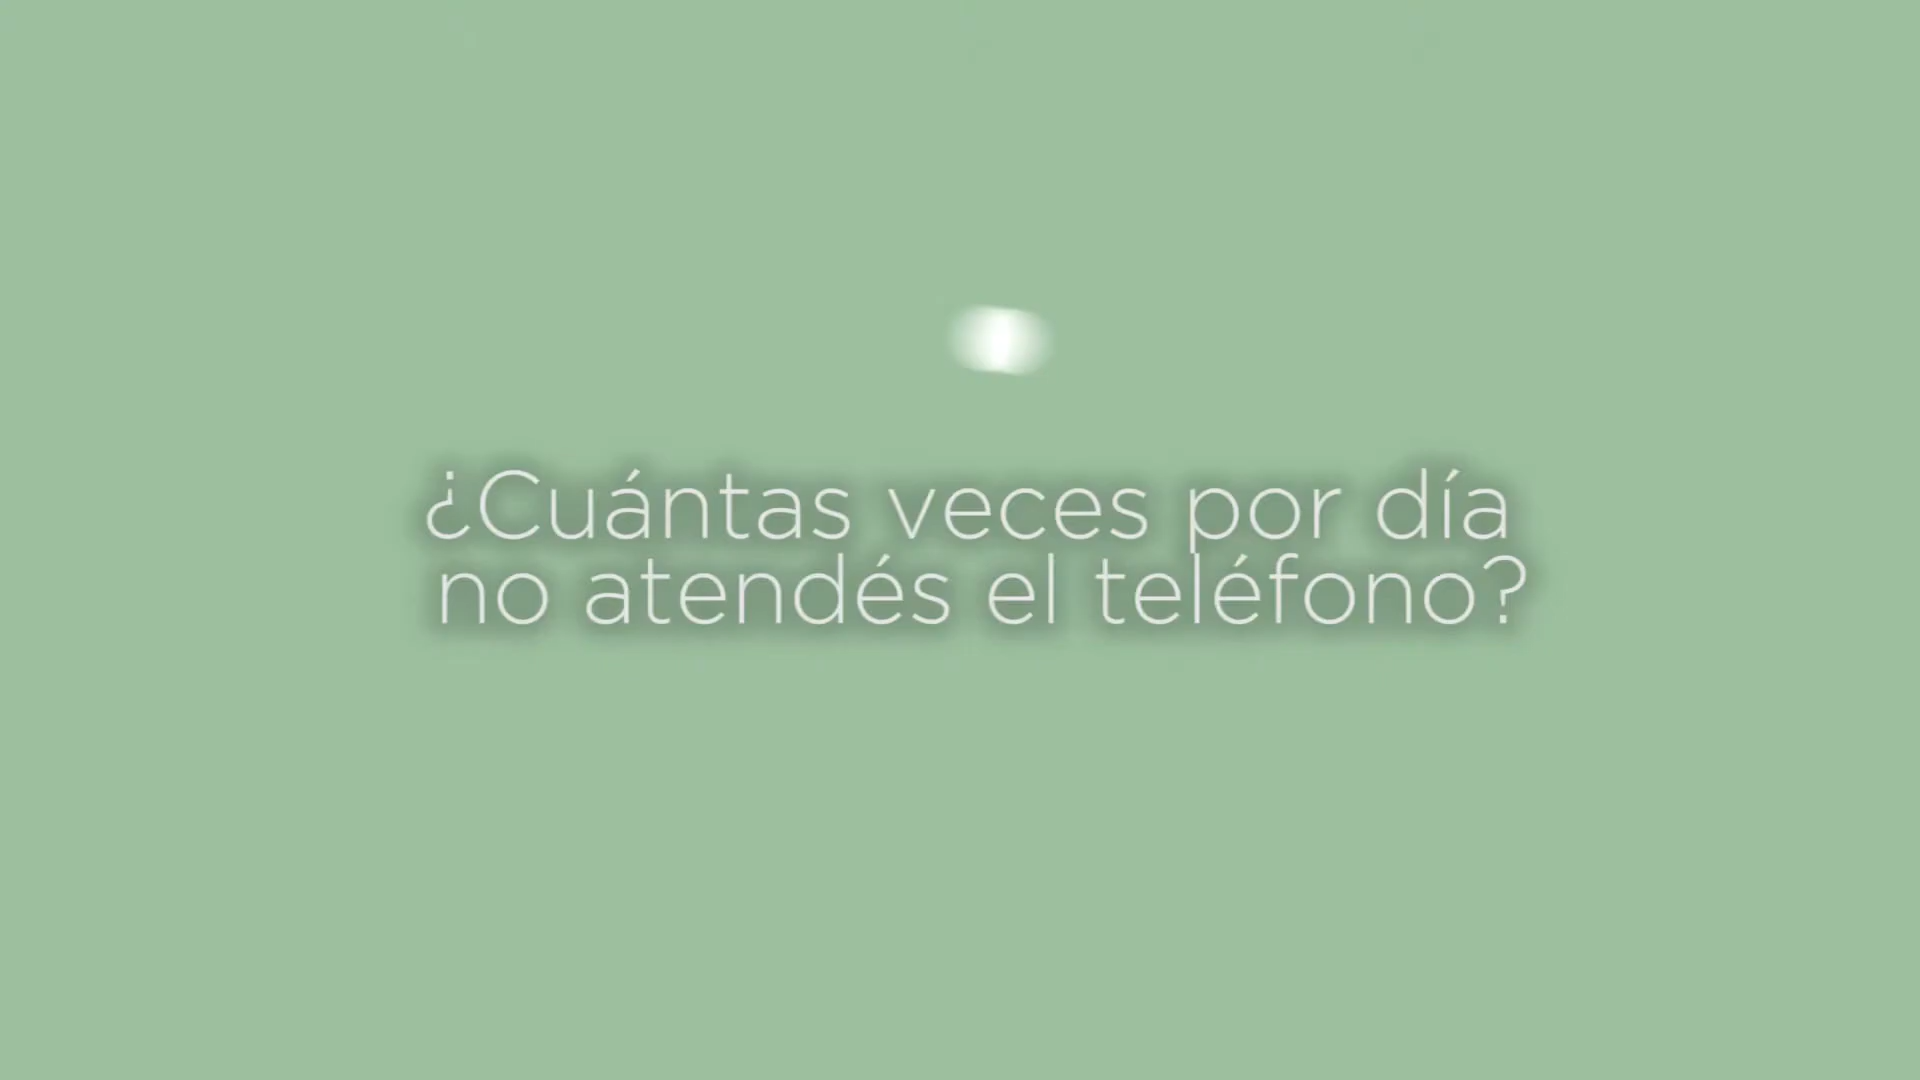 ¿Cuántas veces por día
no atendés el teléfono?